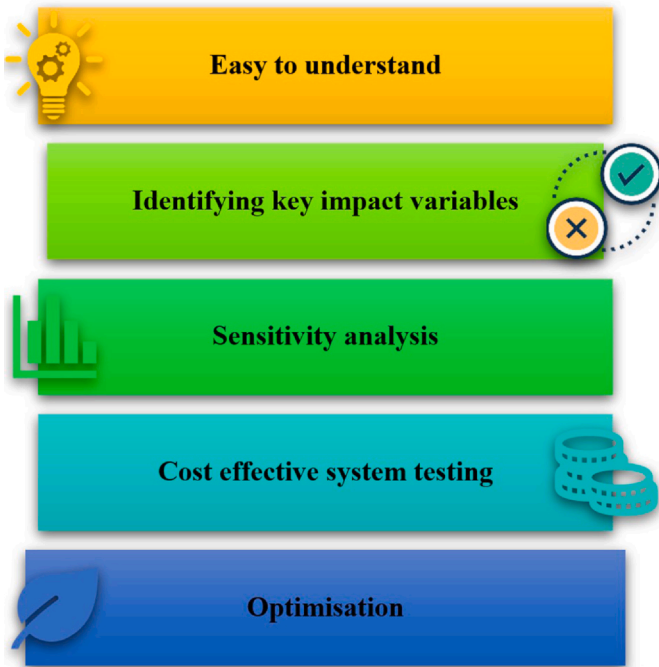 Easy to understand
Identifying key impact variables
Sensitivity analysis
Cost effective system testing
Optimisation